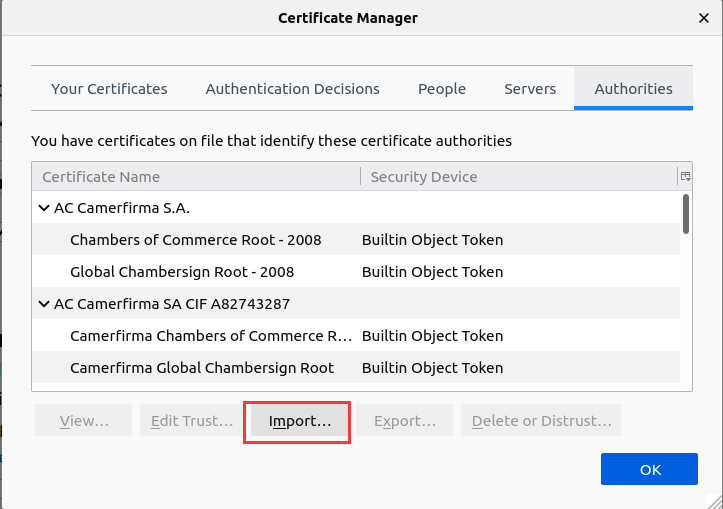 Certificate Manager
Your Certificates Authentication Decisions People Servers Authorities
You have certificates on file that identify these certificate authorities
Certificate Name Security Device
AC Camerfirma S.A.
Chambers of Commerce Root - 2008 Builtin Object Token
Global Chambersign Root - 2008 Builtin Object Token
AC Camerfirma SA CIF A82743287
Camerfirma Chambers of Commerce R… Builtin Object Token
Camerfirma Global Chambersign Root Builtin Object Token
View… Edit Trust… Import… Export… Delete or Distrust…
OK